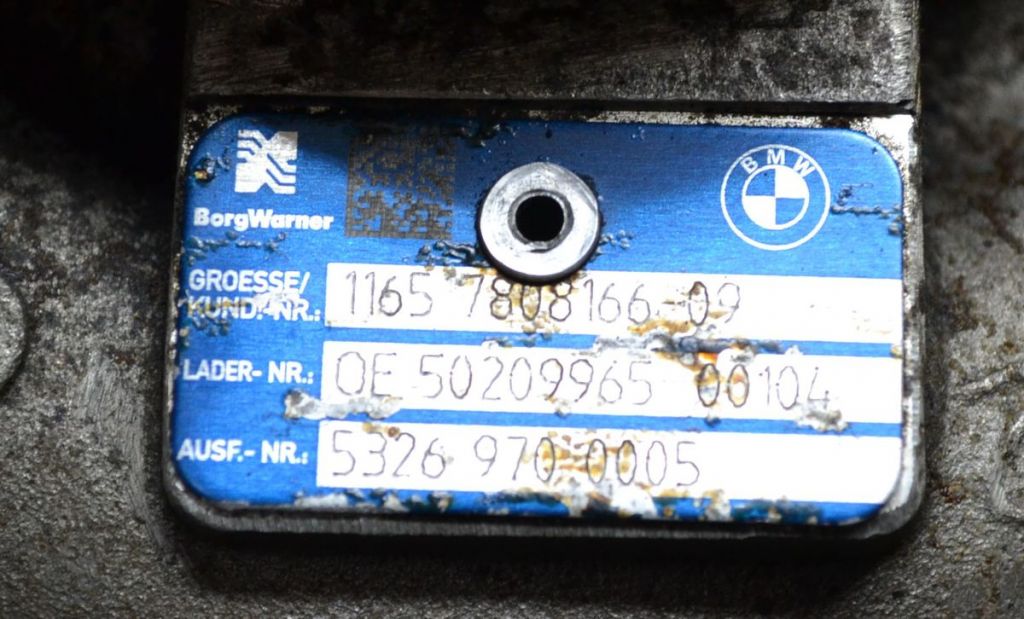 BorgWarner
BMW
GROESSE/
KUND.-NR.: 1165 7808166-09
LADER- NR.: OE 50209965 00104
AUSF.- NR.: 5326 970 0005